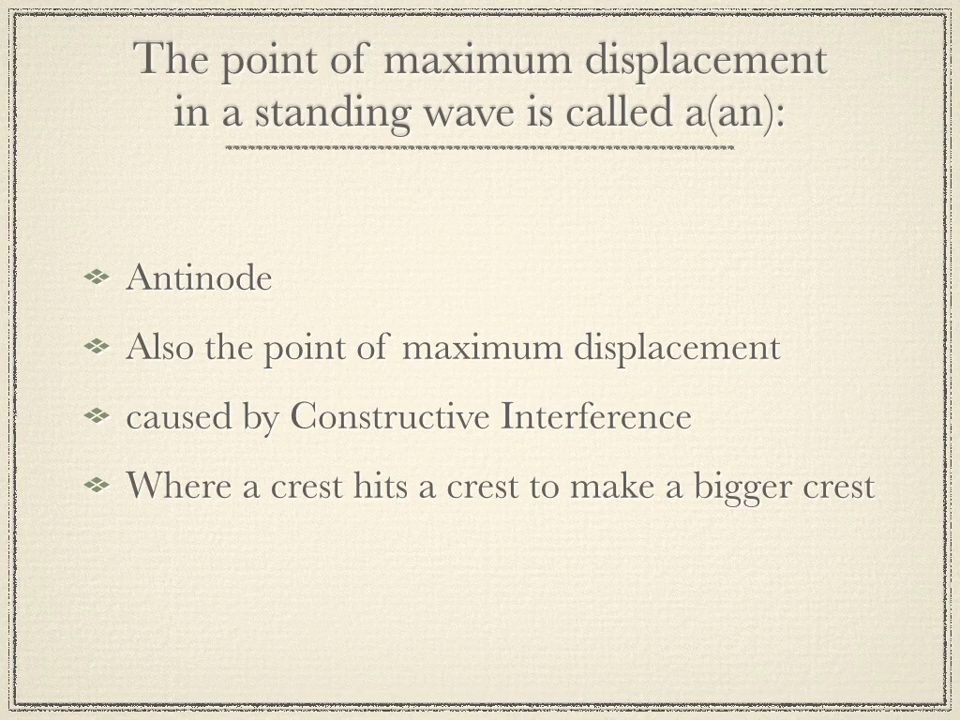 The point of maximum displacement
in a standing wave is called a(an):
Antinode
Also the point of maximum displacement
caused by Constructive Interference
Where a crest hits a crest to make a bigger crest